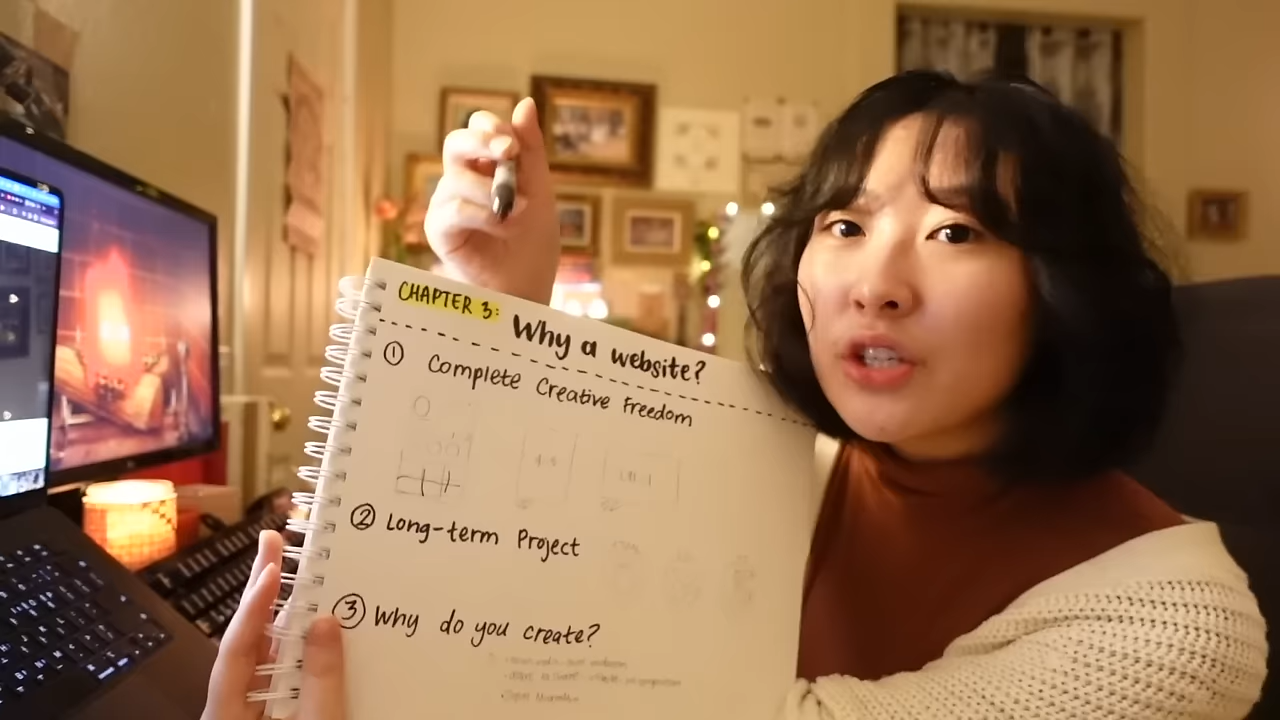 CHAPTER 3: Why a website?
① Complete Creative Freedom
② Long-term Project
③ Why do you create?